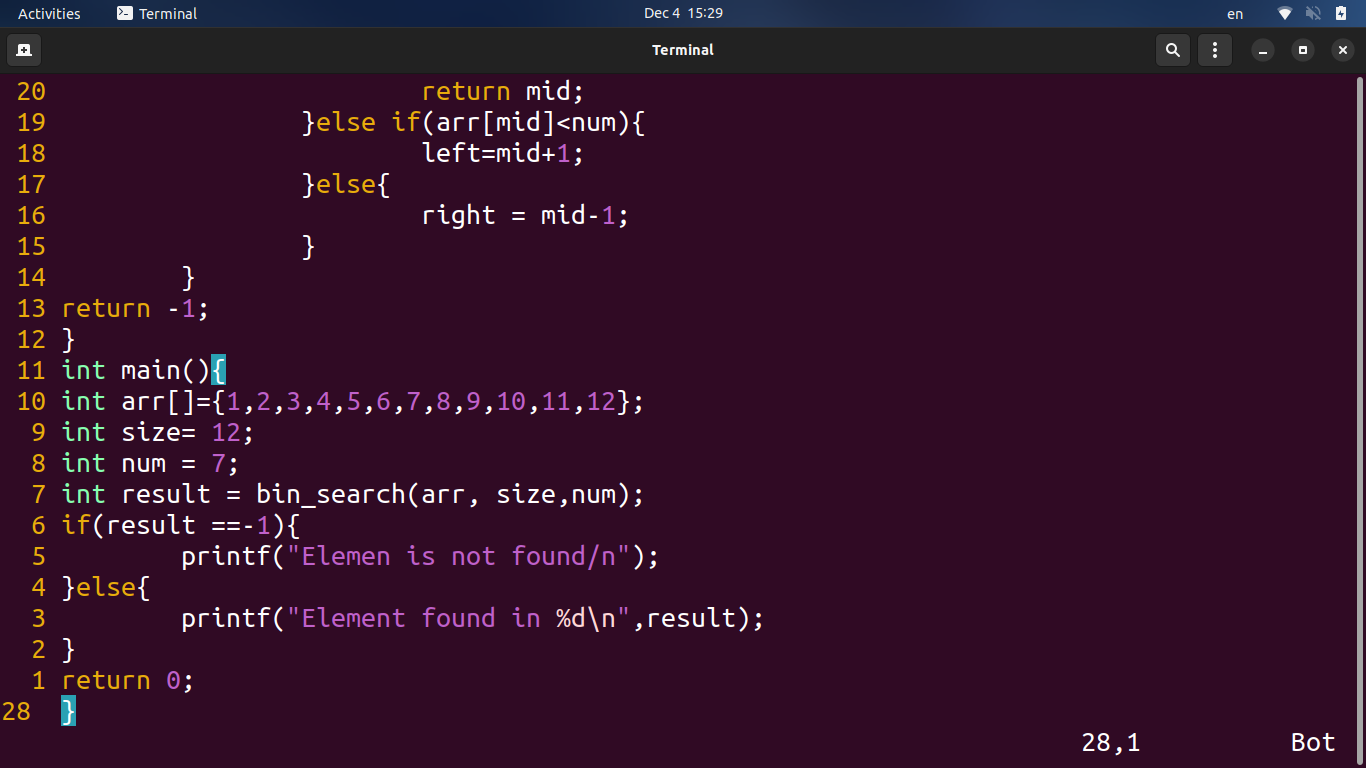 Activities Terminal Dec 4 15:29 en
Terminal
20                         return mid;
19                 }else if(arr[mid]<num){
18                         left=mid+1;
17                 }else{
16                         right = mid-1;
15                 }
14         }
13 return -1;
12 }
11 int main(){
10 int arr[]={1,2,3,4,5,6,7,8,9,10,11,12};
 9 int size= 12;
 8 int num = 7;
 7 int result = bin_search(arr, size,num);
 6 if(result ==-1){
 5         printf("Elemen is not found/n");
 4 }else{
 3         printf("Element found in %d\n",result);
 2 }
 1 return 0;
28  }
28,1 Bot